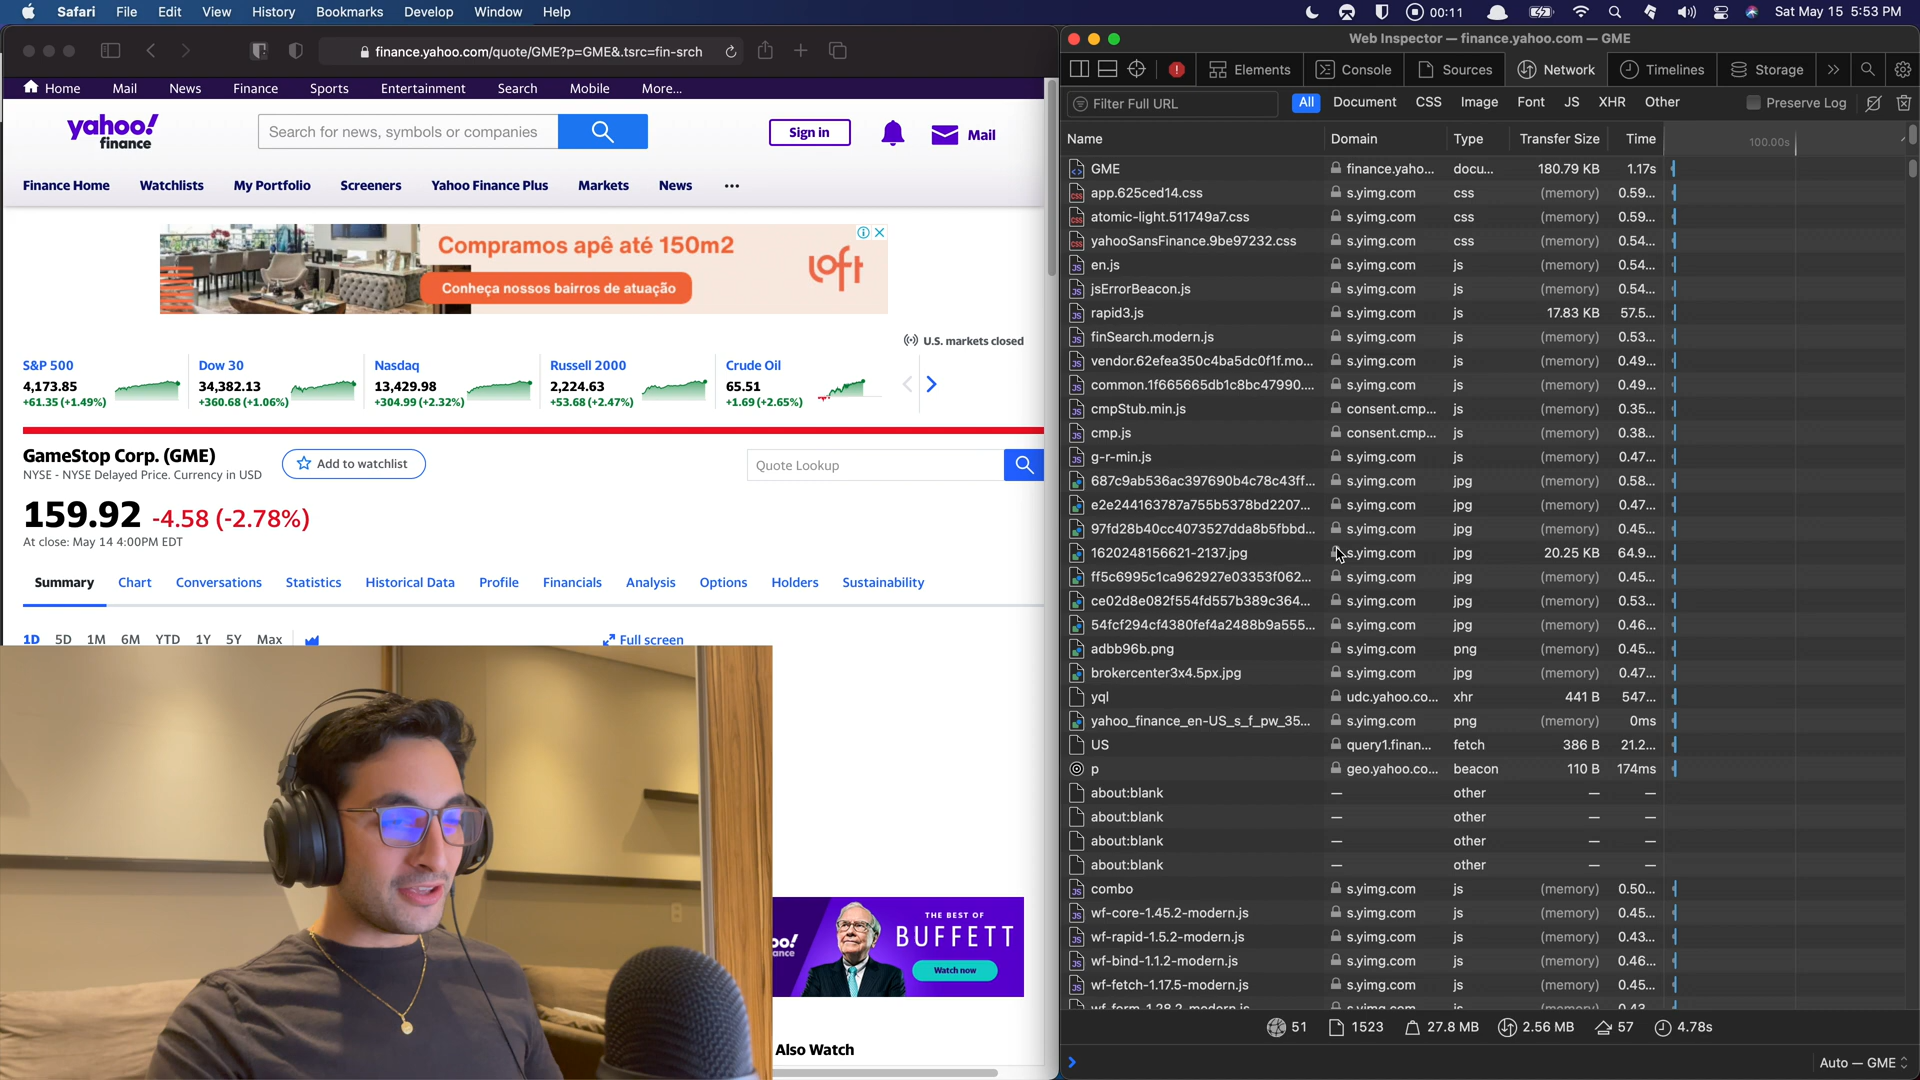 Safari File Edit View History Bookmarks Develop Window Help 00:11 Sat May 15 5:53 PM
finance.yahoo.com/quote/GME?p=GME&.tsrc=fin-srch
Home Mail News Finance Sports Entertainment Search Mobile More...
yahoo!
finance
Search for news, symbols or companies
Sign in
Mail
Finance Home Watchlists My Portfolio Screeners Yahoo Finance Plus Markets News
Compramos apê até 150m2
Conheça nossos bairros de atuação
loft
U.S. markets closed
S&P 500 Dow 30 Nasdaq Russell 2000 Crude Oil
4,173.85 34,382.13 13,429.98 2,224.63 65.51
+61.35 (+1.49%) +360.68 (+1.06%) +304.99 (+2.32%) +53.68 (+2.47%) +1.69 (+2.65%)
GameStop Corp. (GME)
NYSE - NYSE Delayed Price. Currency in USD
Add to watchlist
Quote Lookup
159.92 -4.58 (-2.78%)
At close: May 14 4:00PM EDT
Summary Chart Conversations Statistics Historical Data Profile Financials Analysis Options Holders Sustainability
1D 5D 1M 6M YTD 1Y 5Y Max Full screen
THE BEST OF
BUFFETT
Watch now
Also Watch
Web Inspector — finance.yahoo.com — GME
Elements Console Sources Network Timelines Storage
Filter Full URL All Document CSS Image Font JS XHR Other Preserve Log
Name Domain Type Transfer Size Time 100.00s
GME finance.yaho... docu... 180.79 KB 1.17s
app.625ced14.css s.yimg.com css (memory) 0.59...
atomic-light.511749a7.css s.yimg.com css (memory) 0.59...
yahooSansFinance.9be97232.css s.yimg.com css (memory) 0.54...
en.js s.yimg.com js (memory) 0.54...
jsErrorBeacon.js s.yimg.com js (memory) 0.54...
rapid3.js s.yimg.com js 17.83 KB 57.5...
finSearch.modern.js s.yimg.com js (memory) 0.53...
vendor.62efea350c4ba5dc0f1f.mo... s.yimg.com js (memory) 0.49...
common.1f665665db1c8bc47990.... s.yimg.com js (memory) 0.49...
cmpStub.min.js consent.cmp... js (memory) 0.35...
cmp.js consent.cmp... js (memory) 0.38...
g-r-min.js s.yimg.com js (memory) 0.47...
687c9ab536ac397690b4c78c43ff... s.yimg.com jpg (memory) 0.58...
e2e244163787a755b5378bd2207... s.yimg.com jpg (memory) 0.47...
97fd28b40cc4073527dda8b5fbbd... s.yimg.com jpg (memory) 0.45...
1620248156621-2137.jpg s.yimg.com jpg 20.25 KB 64.9...
ff5c6995c1ca962927e03353f062... s.yimg.com jpg (memory) 0.45...
ce02d8e082f554fd557b389c364... s.yimg.com jpg (memory) 0.53...
54fcf294cf4380fef4a2488b9a555... s.yimg.com jpg (memory) 0.46...
adbb96b.png s.yimg.com png (memory) 0.45...
brokercenter3x4.5px.jpg s.yimg.com jpg (memory) 0.47...
yql udc.yahoo.co... xhr 441 B 547...
yahoo_finance_en-US_s_f_pw_35... s.yimg.com png (memory) 0ms
US query1.finan... fetch 386 B 21.2...
p geo.yahoo.co... beacon 110 B 174ms
about:blank — other — —
about:blank — other — —
about:blank — other — —
about:blank — other — —
combo s.yimg.com js (memory) 0.50...
wf-core-1.45.2-modern.js s.yimg.com js (memory) 0.45...
wf-rapid-1.5.2-modern.js s.yimg.com js (memory) 0.43...
wf-bind-1.1.2-modern.js s.yimg.com js (memory) 0.46...
wf-fetch-1.17.5-modern.js s.yimg.com js (memory) 0.45...
51 1523 27.8 MB 2.56 MB 57 4.78s
Auto — GME